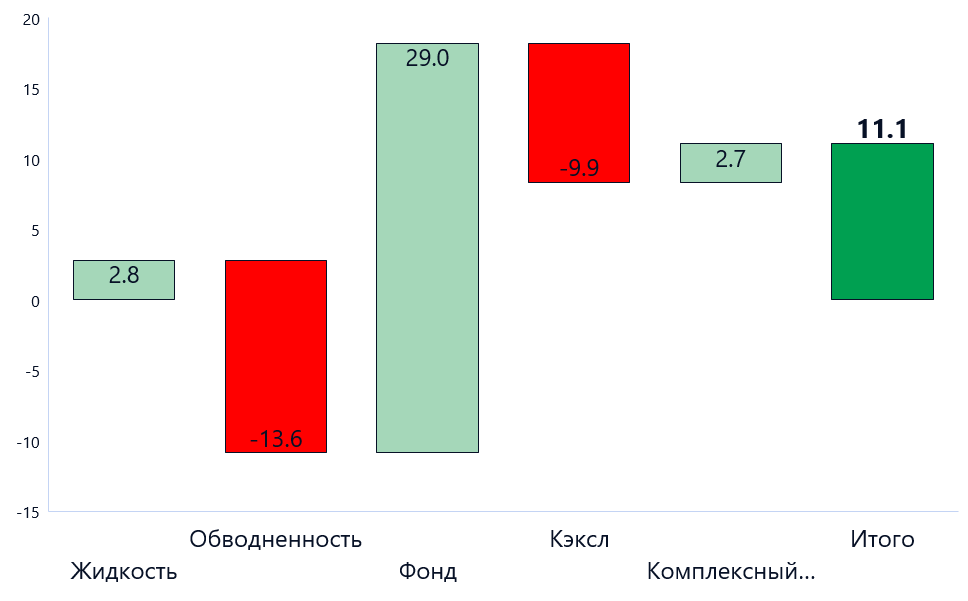 20
15
10
5
0
-5
-10
-15
2.8
-13.6
29.0
-9.9
2.7
11.1
Жидкость
Обводненность
Фонд
Кэксл
Комплексный...
Итого